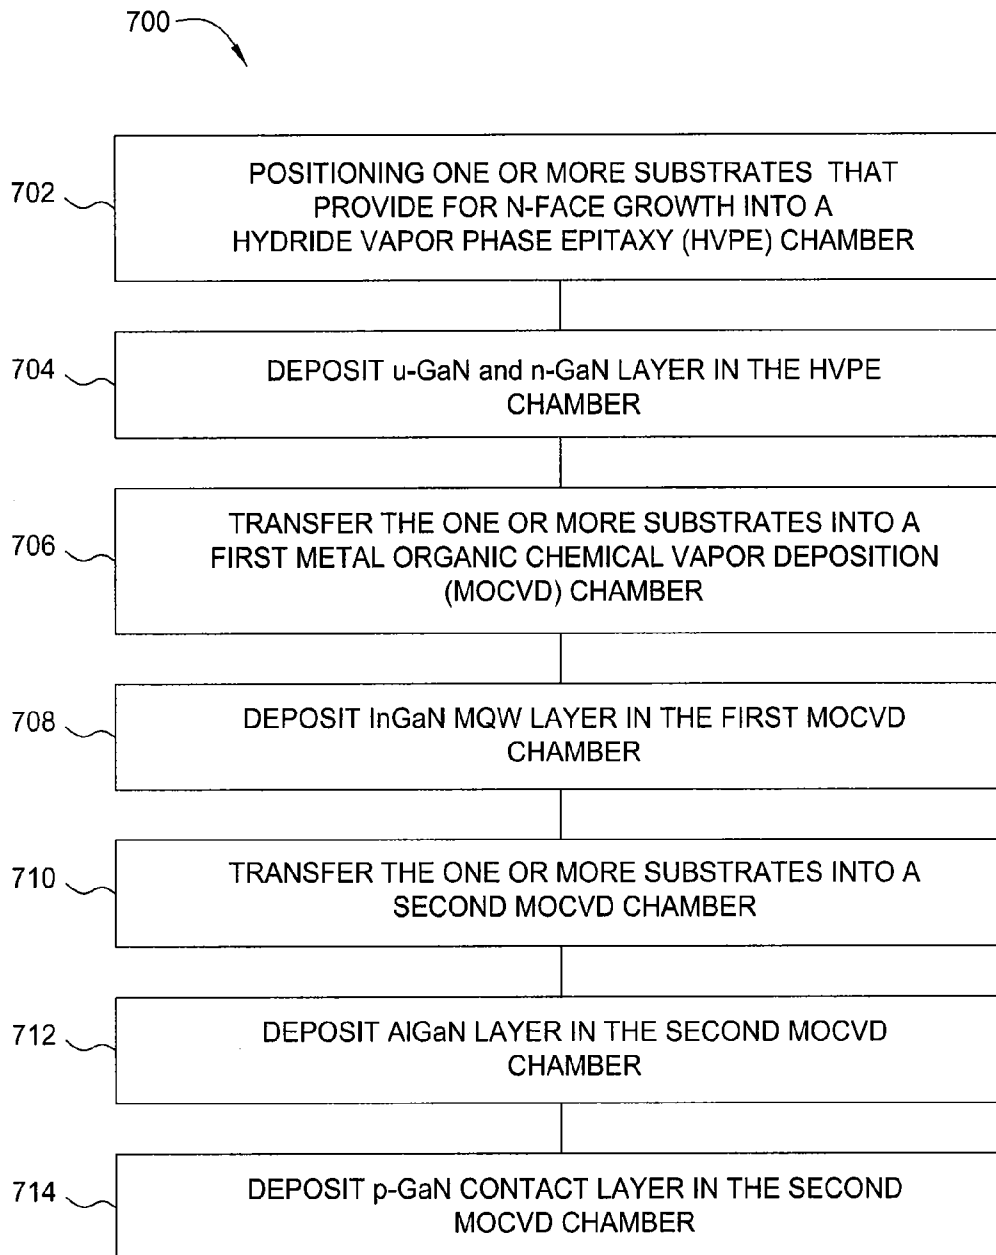 700
702
POSITIONING ONE OR MORE SUBSTRATES THAT
PROVIDE FOR N-FACE GROWTH INTO A
HYDRIDE VAPOR PHASE EPITAXY (HVPE) CHAMBER
704
DEPOSIT u-GaN and n-GaN LAYER IN THE HVPE
CHAMBER
706
TRANSFER THE ONE OR MORE SUBSTRATES INTO A
FIRST METAL ORGANIC CHEMICAL VAPOR DEPOSITION
(MOCVD) CHAMBER
708
DEPOSIT InGaN MQW LAYER IN THE FIRST MOCVD
CHAMBER
710
TRANSFER THE ONE OR MORE SUBSTRATES INTO A
SECOND MOCVD CHAMBER
712
DEPOSIT AlGaN LAYER IN THE SECOND MOCVD
CHAMBER
714
DEPOSIT p-GaN CONTACT LAYER IN THE SECOND
MOCVD CHAMBER